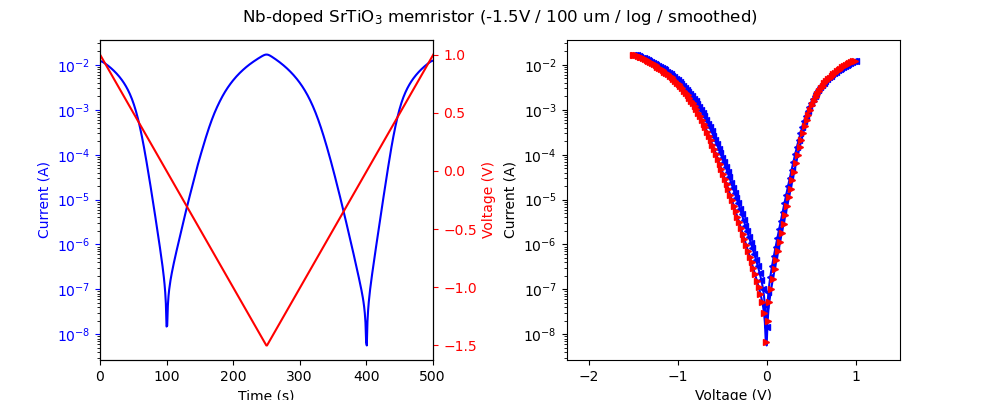 Nb-doped SrTiO₃ memristor (-1.5V / 100 um / log / smoothed)
Current (A)
10⁻²
10⁻³
10⁻⁴
10⁻⁵
10⁻⁶
10⁻⁷
10⁻⁸
0 100 200 300 400 500
Time (s)
1.0
0.5
0.0
−0.5
−1.0
−1.5
Voltage (V)
Current (A)
10⁻²
10⁻³
10⁻⁴
10⁻⁵
10⁻⁶
10⁻⁷
10⁻⁸
−2 −1 0 1
Voltage (V)